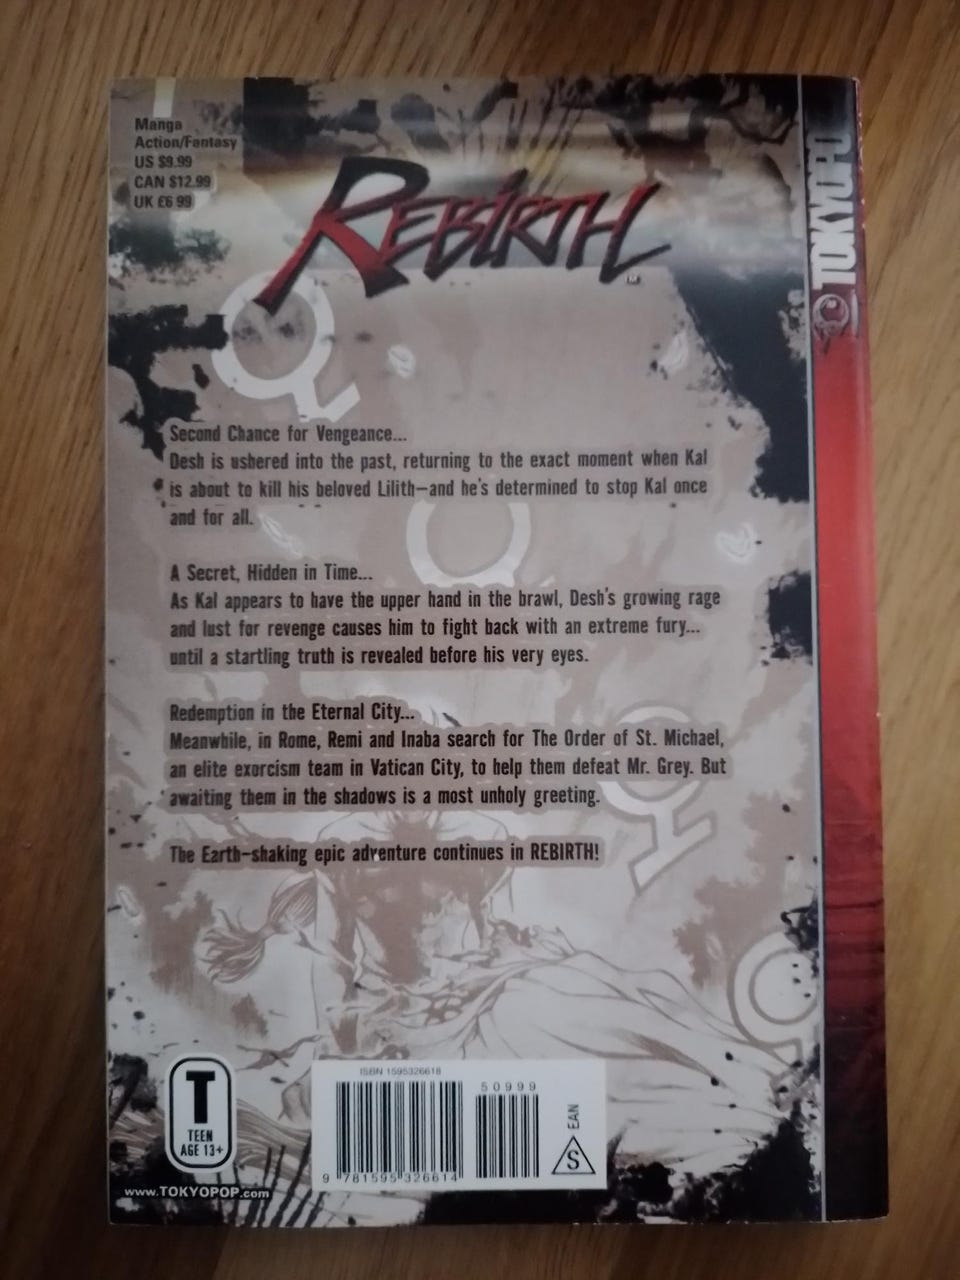 Manga
Action/Fantasy
US $9.99
CAN $12.99
UK £6.99
REBIRTH
TM
TOKYOPOP
Second Chance for Vengeance...
Desh is ushered into the past, returning to the exact moment when Kal
is about to kill his beloved Lilith—and he's determined to stop Kal once
and for all.
A Secret, Hidden in Time...
As Kal appears to have the upper hand in the brawl, Desh's growing rage
and lust for revenge causes him to fight back with an extreme fury...
until a startling truth is revealed before his very eyes.
Redemption in the Eternal City...
Meanwhile, in Rome, Remi and Inaba search for The Order of St. Michael,
an elite exorcism team in Vatican City, to help them defeat Mr. Grey. But
awaiting them in the shadows is a most unholy greeting.
The Earth-shaking epic adventure continues in REBIRTH!
T
TEEN
AGE 13+
www.TOKYOPOP.com
ISBN 1595326618
50999
EAN
S
9 781595 326614